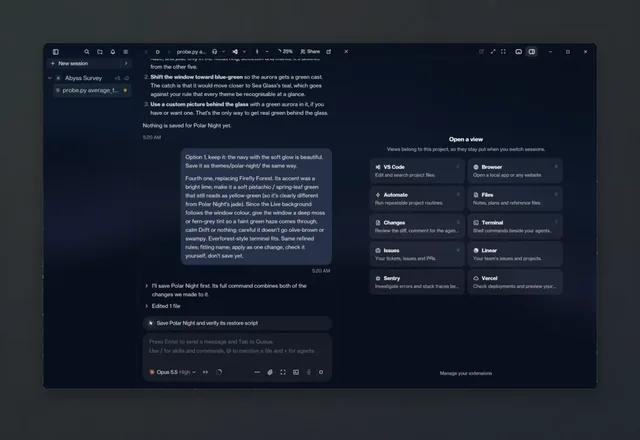 probe.py a...
25%
Share
New session
Abyss Survey
probe.py average_t...
from the other five.
2. Shift the window toward blue-green so the
aurora gets a green cast.
The catch is that it would move closer to Sea Glass's teal, which goes
against your rule that every theme be recognisable at a glance.
3. Use a custom picture behind the glass with a green aurora in it, if you
have or want one. That's the only way to get real green behind the glass.
Nothing is saved for Polar Night yet.
5:20 AM
Option 1, keep it: the navy with the soft glow is beautiful.
Save it as themes/polar-night/ the same way.
Fourth one, replacing Firefly Forest. Its accent was a
bright lime; make it a soft pistachio / spring-leaf green
that still reads as yellow-green (so it's clearly different
from Polar Night's jade). Since the Live background
follows the window colour, give the window a deep moss
or fern-grey tint so a faint green haze comes through,
calm Drift or nothing; careful it doesn't go olive-brown or
swampy. Everforest-style terminal fits. Same refined
rules; fitting name; apply as one change, check it
yourself, don't save yet.
5:20 AM
I'll save Polar Night first. Its full command combines both of the
changes we made to it.
Edited 1 file
Save Polar Night and verify its restore script
Press Enter to send a message and Tab to Queue.
Use / for skills and commands, @ to mention a file and + for agents
Opus 5.5 High
Open a view
Views belong to this project, so they stay put when you switch sessions.
VS Code
Edit and search project files.
Browser
Open a local app or any website.
Automate
Run repeatable project routines.
Files
Notes, plans and reference files.
Changes
Review the diff, comment for the agen...
Terminal
Shell commands beside your agents.
Issues
Your tickets, issues and PRs.
Linear
Your team's issues and projects.
Sentry
Investigate errors and stack traces be...
Vercel
Check deployments and preview your...
Manage your extensions